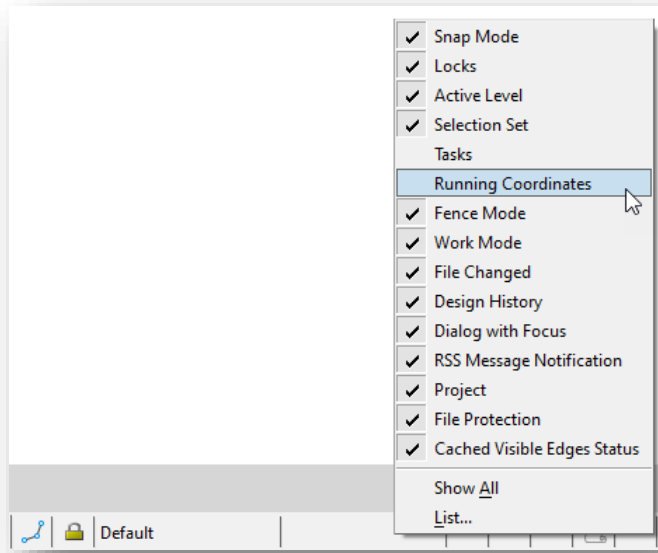 Snap Mode
Locks
Active Level
Selection Set
Tasks
Running Coordinates
Fence Mode
Work Mode
File Changed
Design History
Dialog with Focus
RSS Message Notification
Project
File Protection
Cached Visible Edges Status
Show All
List...
Default